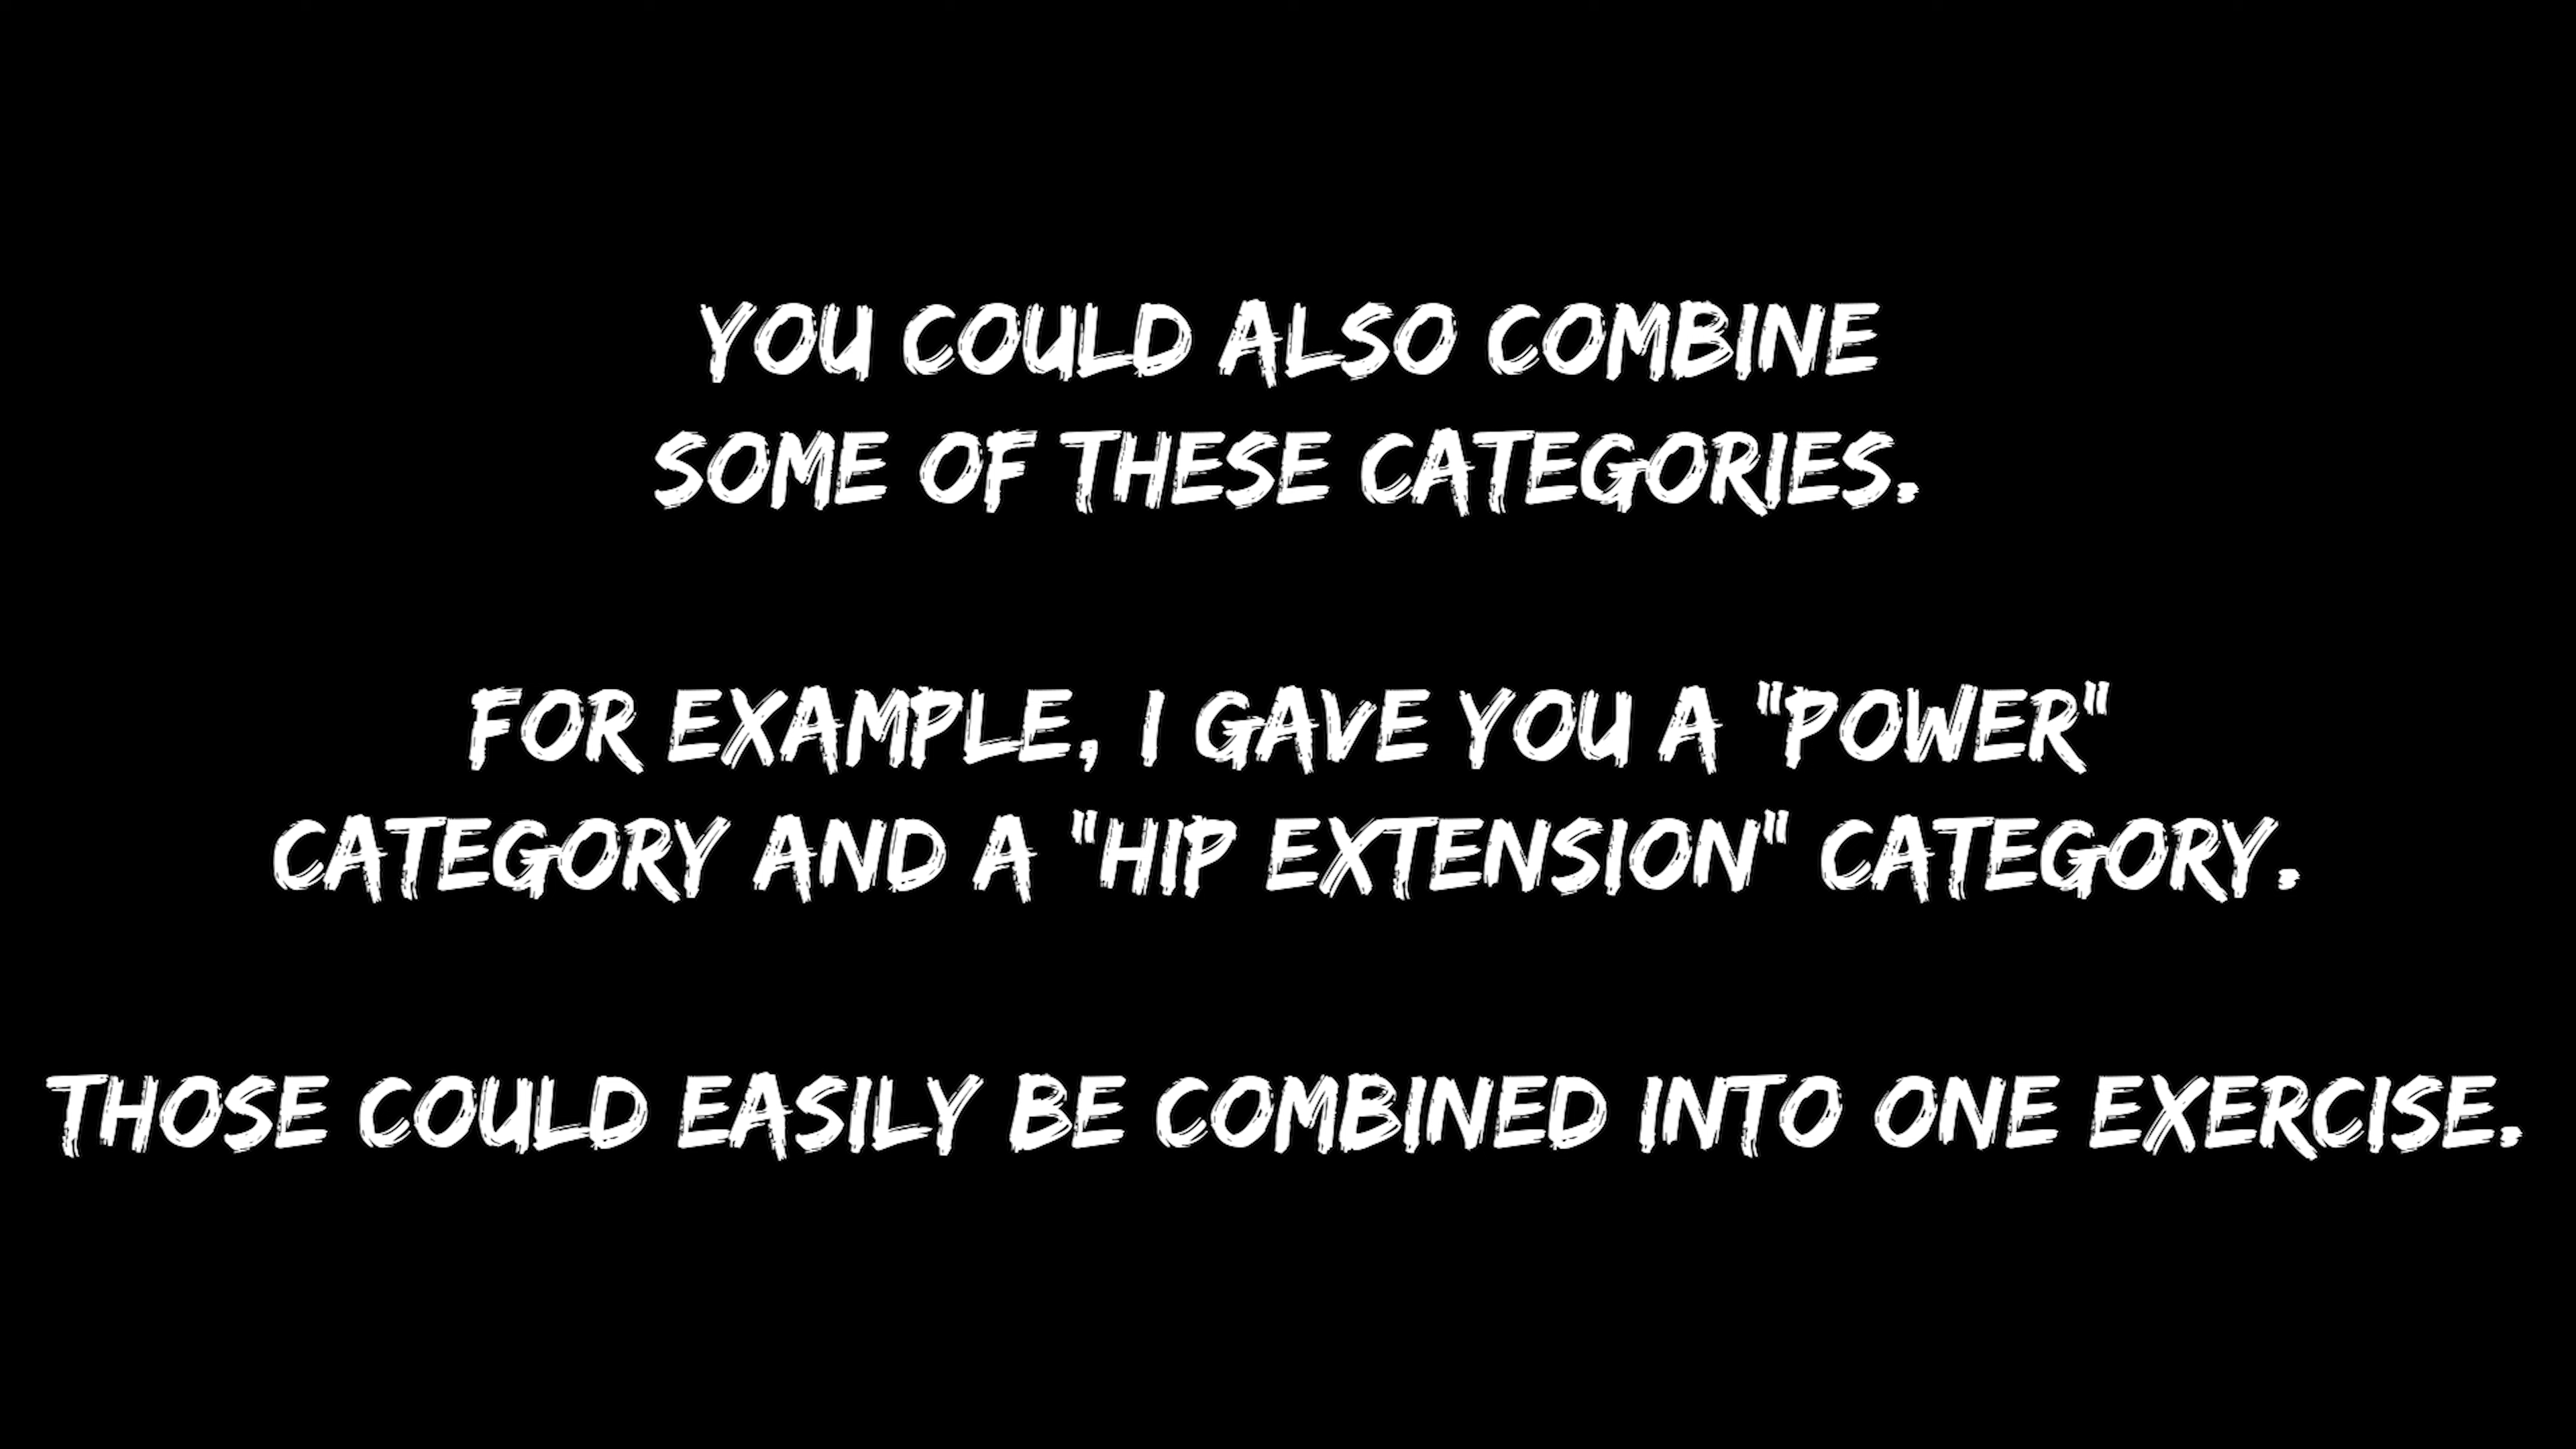 YOU COULD ALSO COMBINE
SOME OF THESE CATEGORIES.
FOR EXAMPLE, I GAVE YOU A "POWER"
CATEGORY AND A "HIP EXTENSION" CATEGORY.
THOSE COULD EASILY BE COMBINED INTO ONE EXERCISE.